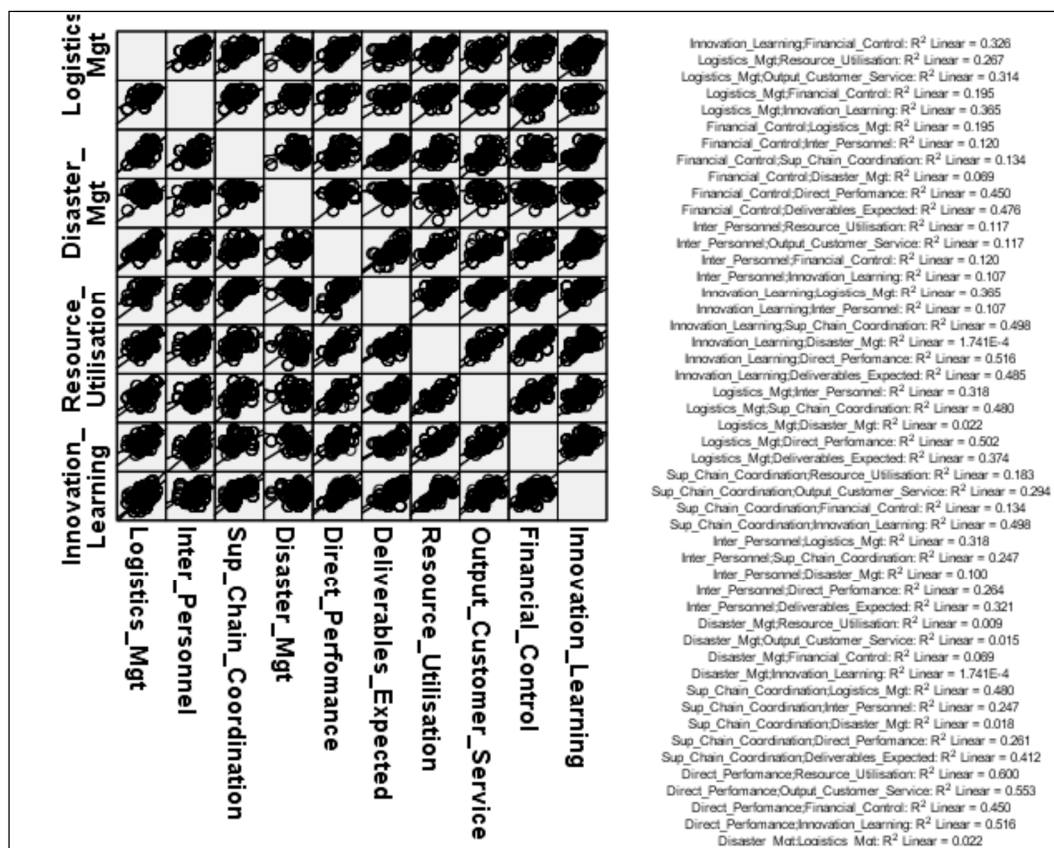 Logistics
Mgt
Disaster_
Mgt
Resource_
Utilisation
Innovation_
Learning
Logistics_Mgt
Inter_Personnel
Sup_Chain_Coordination
Disaster_Mgt
Direct_Perfomance
Deliverables_Expected
Resource_Utilisation
Output_Customer_Service
Financial_Control
Innovation_Learning
Innovation_Learning;Financial_Control: R² Linear = 0.326
Logistics_Mgt;Resource_Utilisation: R² Linear = 0.267
Logistics_Mgt;Output_Customer_Service: R² Linear = 0.314
Logistics_Mgt;Financial_Control: R² Linear = 0.195
Logistics_Mgt;Innovation_Learning: R² Linear = 0.365
Financial_Control;Logistics_Mgt: R² Linear = 0.195
Financial_Control;Inter_Personnel: R² Linear = 0.120
Financial_Control;Sup_Chain_Coordination: R² Linear = 0.134
Financial_Control;Disaster_Mgt: R² Linear = 0.069
Financial_Control;Direct_Perfomance: R² Linear = 0.450
Financial_Control;Deliverables_Expected: R² Linear = 0.476
Inter_Personnel;Resource_Utilisation: R² Linear = 0.117
Inter_Personnel;Output_Customer_Service: R² Linear = 0.117
Inter_Personnel;Financial_Control: R² Linear = 0.120
Inter_Personnel;Innovation_Learning: R² Linear = 0.107
Innovation_Learning;Logistics_Mgt: R² Linear = 0.365
Innovation_Learning;Inter_Personnel: R² Linear = 0.107
Innovation_Learning;Sup_Chain_Coordination: R² Linear = 0.498
Innovation_Learning;Disaster_Mgt: R² Linear = 1.741E-4
Innovation_Learning;Direct_Perfomance: R² Linear = 0.516
Innovation_Learning;Deliverables_Expected: R² Linear = 0.485
Logistics_Mgt;Inter_Personnel: R² Linear = 0.318
Logistics_Mgt;Sup_Chain_Coordination: R² Linear = 0.480
Logistics_Mgt;Disaster_Mgt: R² Linear = 0.022
Logistics_Mgt;Direct_Perfomance: R² Linear = 0.502
Logistics_Mgt;Deliverables_Expected: R² Linear = 0.374
Sup_Chain_Coordination;Resource_Utilisation: R² Linear = 0.183
Sup_Chain_Coordination;Output_Customer_Service: R² Linear = 0.294
Sup_Chain_Coordination;Financial_Control: R² Linear = 0.134
Sup_Chain_Coordination;Innovation_Learning: R² Linear = 0.498
Inter_Personnel;Logistics_Mgt: R² Linear = 0.318
Inter_Personnel;Sup_Chain_Coordination: R² Linear = 0.247
Inter_Personnel;Disaster_Mgt: R² Linear = 0.100
Inter_Personnel;Direct_Perfomance: R² Linear = 0.264
Inter_Personnel;Deliverables_Expected: R² Linear = 0.321
Disaster_Mgt;Resource_Utilisation: R² Linear = 0.009
Disaster_Mgt;Output_Customer_Service: R² Linear = 0.015
Disaster_Mgt;Financial_Control: R² Linear = 0.069
Disaster_Mgt;Innovation_Learning: R² Linear = 1.741E-4
Sup_Chain_Coordination;Logistics_Mgt: R² Linear = 0.480
Sup_Chain_Coordination;Inter_Personnel: R² Linear = 0.247
Sup_Chain_Coordination;Disaster_Mgt: R² Linear = 0.018
Sup_Chain_Coordination;Direct_Perfomance: R² Linear = 0.261
Sup_Chain_Coordination;Deliverables_Expected: R² Linear = 0.412
Direct_Perfomance;Resource_Utilisation: R² Linear = 0.600
Direct_Perfomance;Output_Customer_Service: R² Linear = 0.553
Direct_Perfomance;Financial_Control: R² Linear = 0.450
Direct_Perfomance;Innovation_Learning: R² Linear = 0.516
Disaster_Mgt;Logistics_Mgt: R² Linear = 0.022